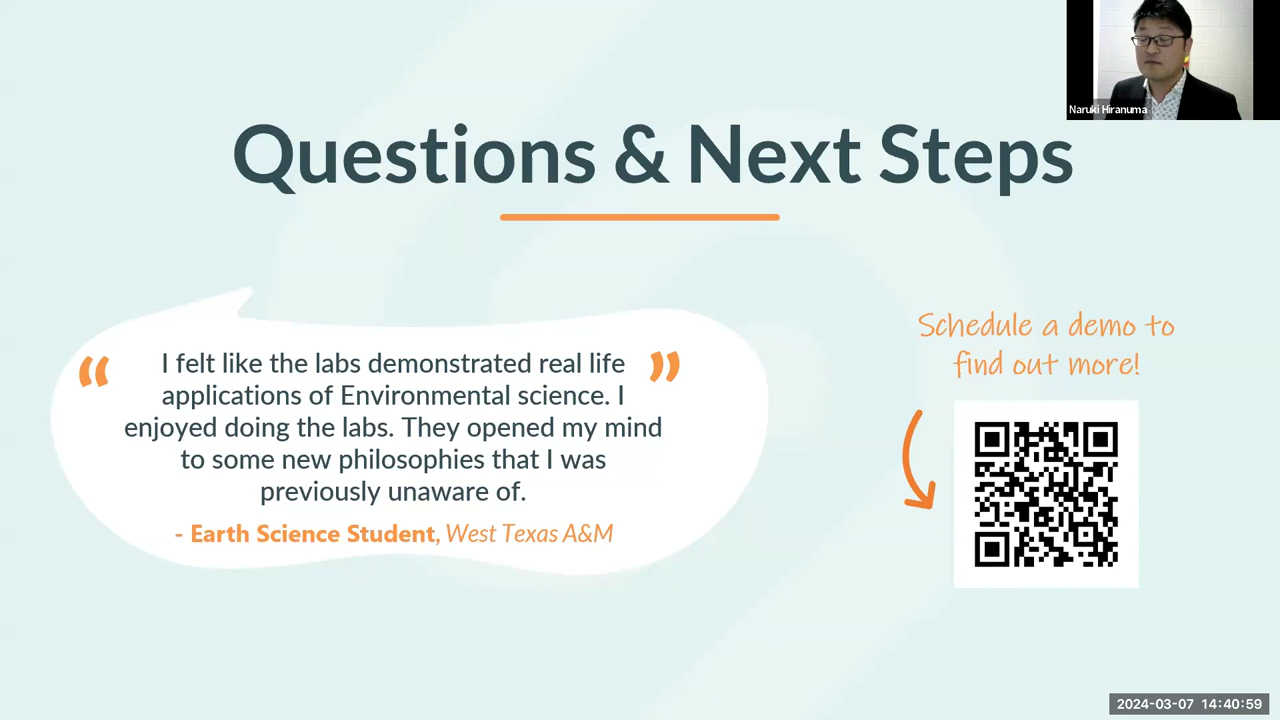 Naruki Hiranuma
Questions & Next Steps
“ I felt like the labs demonstrated real life ”
applications of Environmental science. I
enjoyed doing the labs. They opened my mind
to some new philosophies that I was
previously unaware of.
- Earth Science Student, West Texas A&M
Schedule a demo to
find out more!
2024-03-07 14:40:59